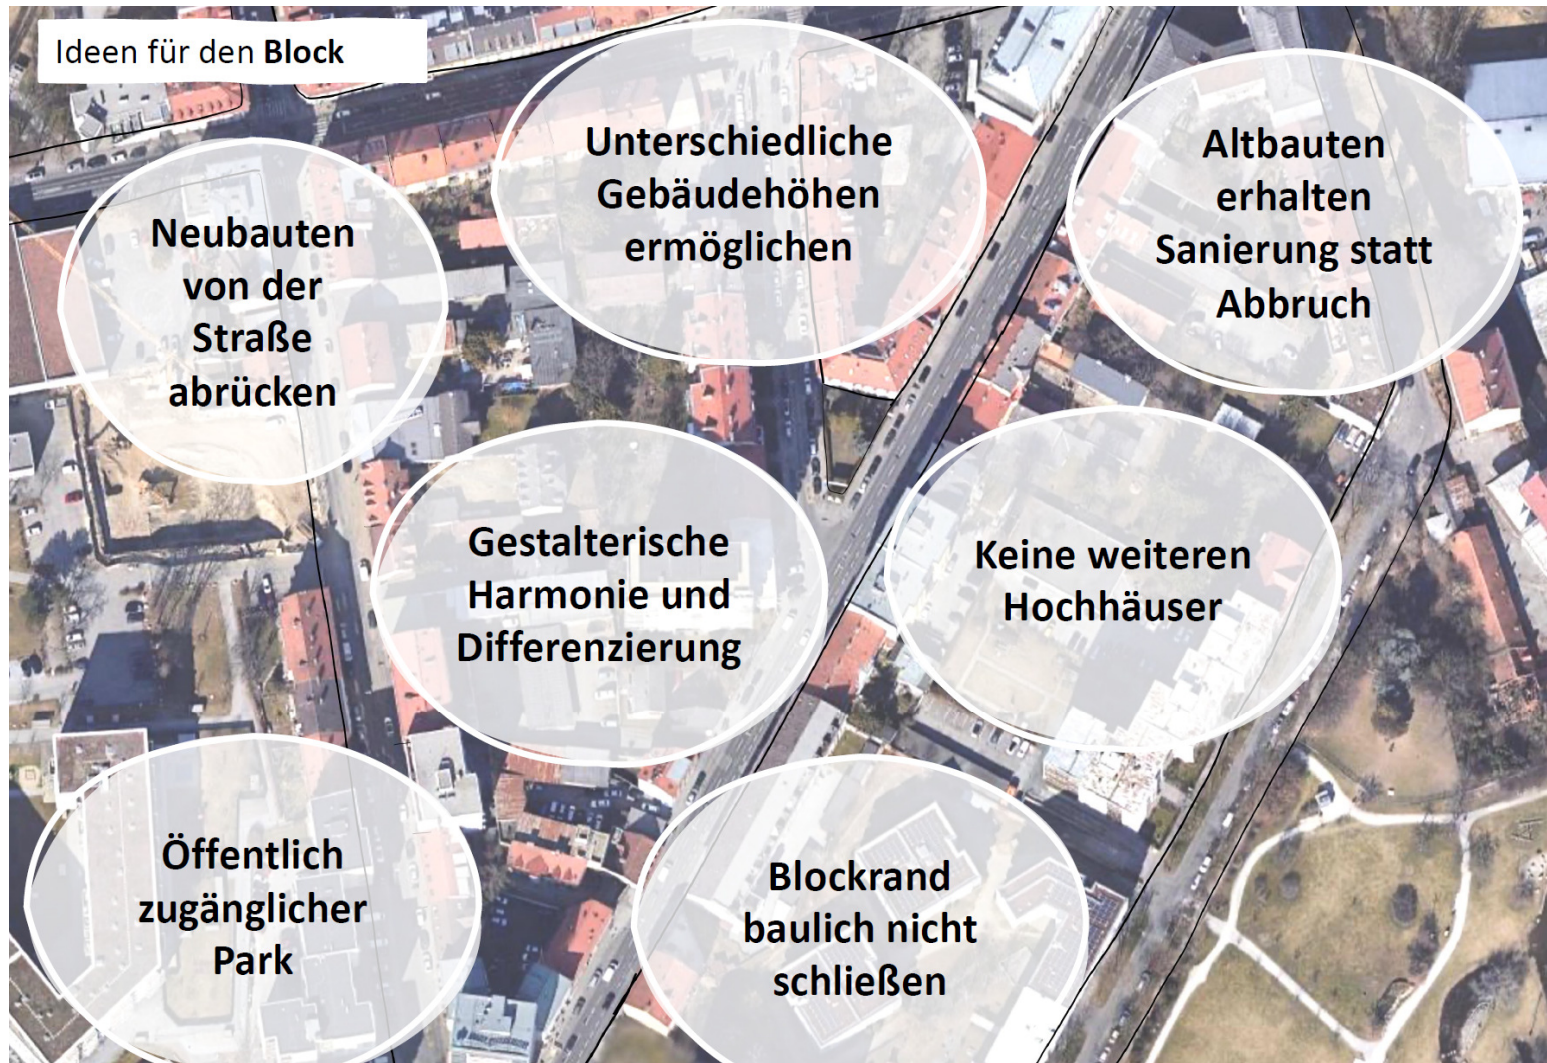 Ideen für den Block
Unterschiedliche
Gebäudehöhen
ermöglichen
Altbauten
erhalten
Sanierung statt
Abbruch
Neubauten
von der
Straße
abrücken
Gestalterische
Harmonie und
Differenzierung
Keine weiteren
Hochhäuser
Öffentlich
zugänglicher
Park
Blockrand
baulich nicht
schließen